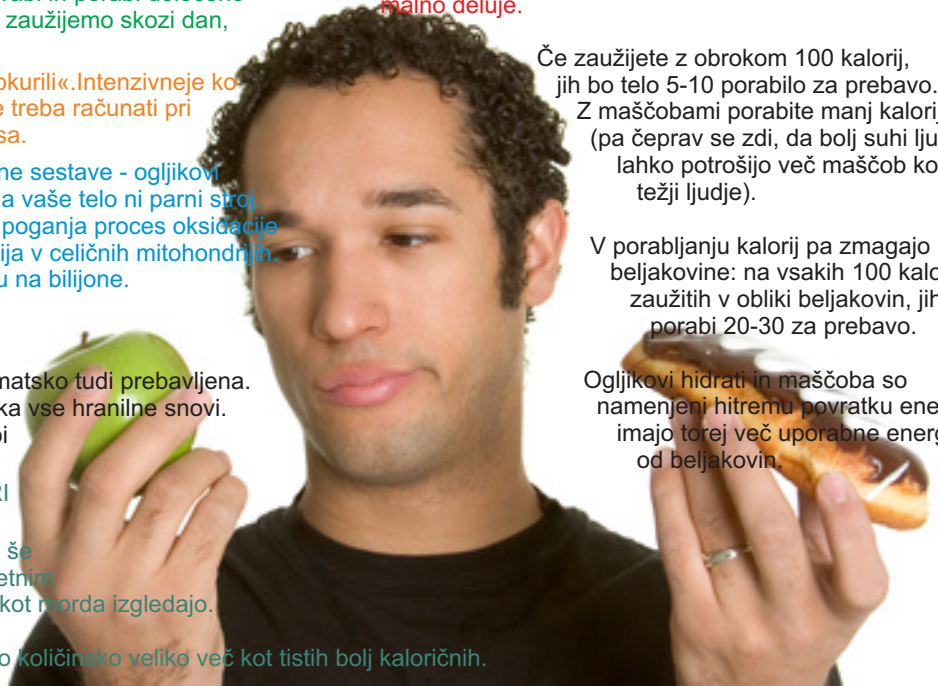 zaužijemo skozi dan,
malno deluje.
okurili«.Intenzivneje ko
e treba računati pri
sa.
ne sestave - ogljikovi
a vaše telo ni parni stroj.
poganja proces oksidacije
ija v celičnih mitohondrijih.
u na bilijone.
matsko tudi prebavljena.
ka vse hranilne snovi.
bi
RI
še
etnim
kot morda izgledajo.
o količinsko veliko več kot tistih bolj kaloričnih.
Če zaužijete z obrokom 100 kalorij,
jih bo telo 5-10 porabilo za prebavo.
Z maščobami porabite manj kalorij
(pa čeprav se zdi, da bolj suhi lju
lahko potrošijo več maščob ko
težji ljudje).
V porabljanju kalorij pa zmagajo
beljakovine: na vsakih 100 kalo
zaužitih v obliki beljakovin, jih
porabi 20-30 za prebavo.
Ogljikovi hidrati in maščoba so
namenjeni hitremu povratku ene
imajo torej več uporabne energ
od beljakovin.